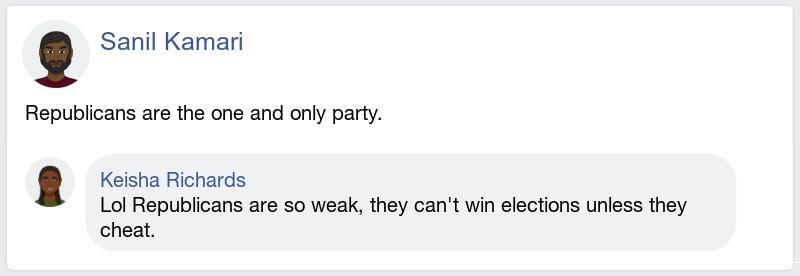 Sanil Kamari
Republicans are the one and only party.
Keisha Richards
Lol Republicans are so weak, they can't win elections unless they
cheat.